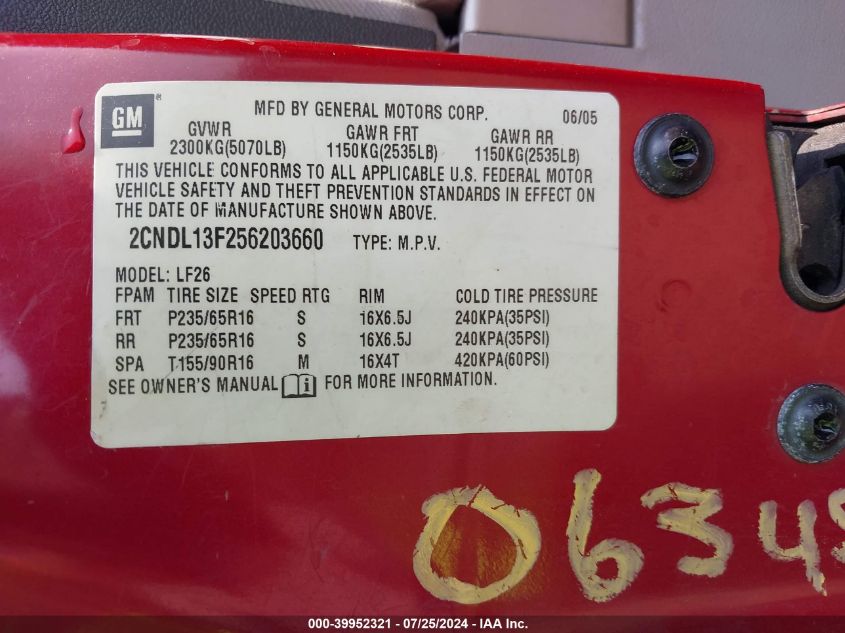 GM ®
MFD BY GENERAL MOTORS CORP. 06/05
GVWR GAWR FRT GAWR RR
2300KG(5070LB) 1150KG(2535LB) 1150KG(2535LB)
THIS VEHICLE CONFORMS TO ALL APPLICABLE U.S. FEDERAL MOTOR
VEHICLE SAFETY AND THEFT PREVENTION STANDARDS IN EFFECT ON
THE DATE OF MANUFACTURE SHOWN ABOVE.
2CNDL13F256203660 TYPE: M.P.V.
MODEL: LF26
FPAM TIRE SIZE SPEED RTG RIM COLD TIRE PRESSURE
FRT P235/65R16 S 16X6.5J 240KPA(35PSI)
RR P235/65R16 S 16X6.5J 240KPA(35PSI)
SPA T155/90R16 M 16X4T 420KPA(60PSI)
SEE OWNER'S MANUAL i FOR MORE INFORMATION.
0634
000-39952321 - 07/25/2024 - IAA Inc.